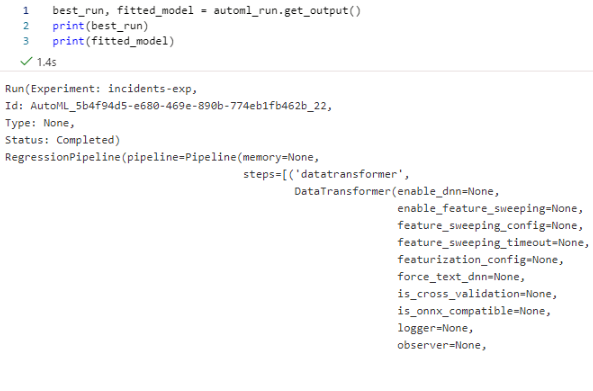 1 best_run, fitted_model = automl_run.get_output()
2 print(best_run)
3 print(fitted_model)
1.4s
Run(Experiment: incidents-exp,
Id: AutoML_5b4f94d5-e680-469e-890b-774eb1fb462b_22,
Type: None,
Status: Completed)
RegressionPipeline(pipeline=Pipeline(memory=None,
steps=[('datatransformer',
DataTransformer(enable_dnn=None,
enable_feature_sweeping=None,
feature_sweeping_config=None,
feature_sweeping_timeout=None,
featurization_config=None,
force_text_dnn=None,
is_cross_validation=None,
is_onnx_compatible=None,
logger=None,
observer=None,